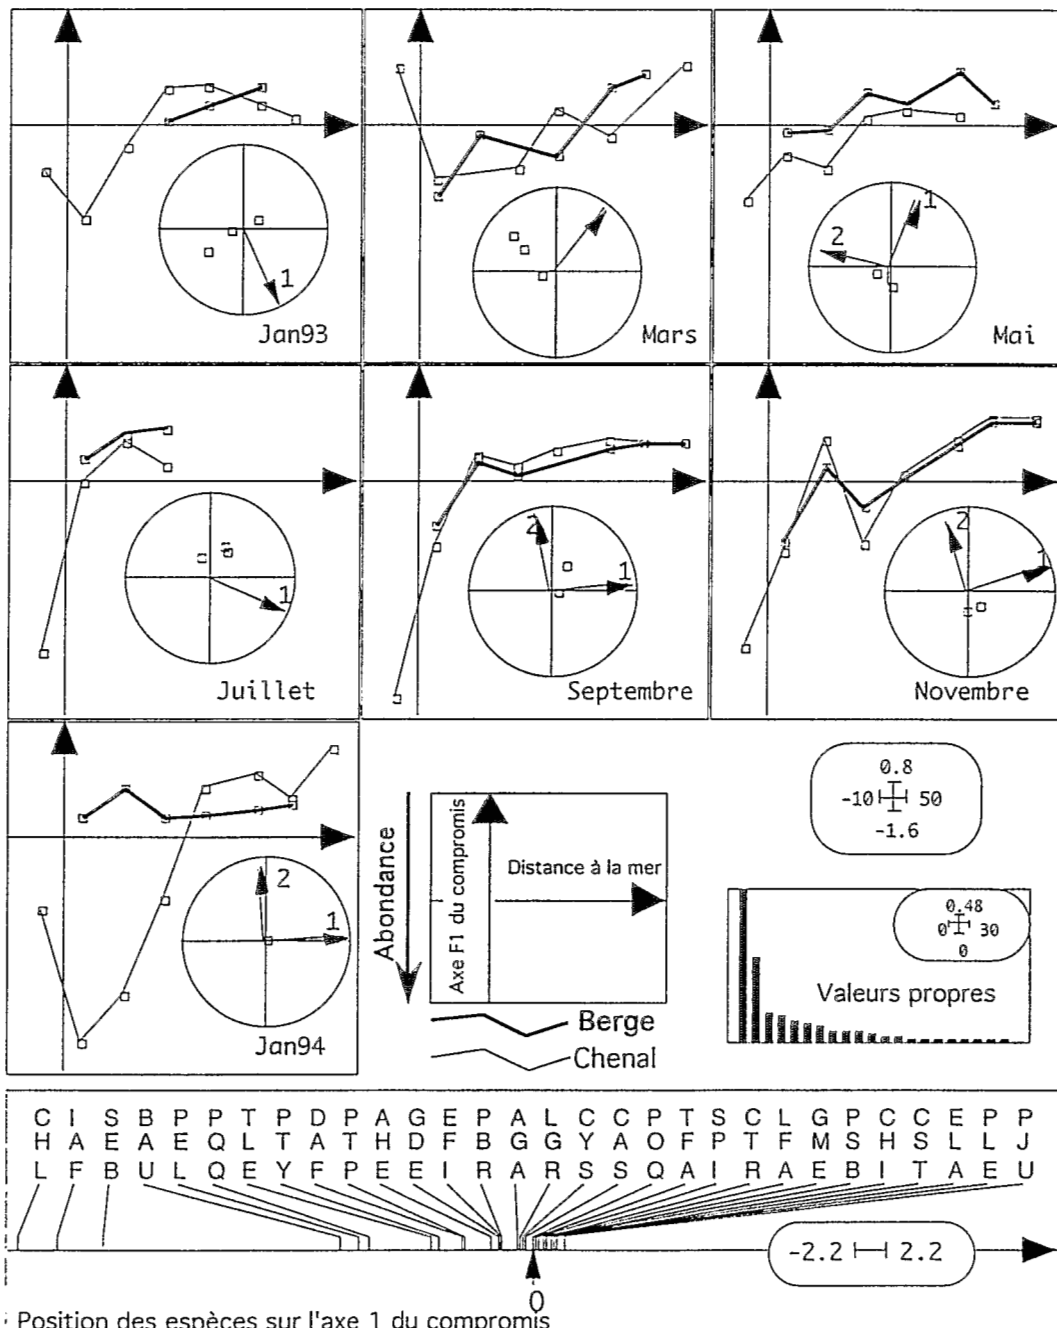 1
Jan93
Mars
1
2
Mai
1
Juillet
2
1
Septembre
2
1
Novembre
2
1
Jan94
Abondance
Axe F1 du compromis
Distance à la mer
Berge
Chenal
0.8
-10 50
-1.6
0.48
0 30
0
Valeurs propres
C I S B P P T P D P A G E P A L C C P T S C L G P C C E P P
H A E A E Q L T A T H D F B G G Y A O F P T F M S H S L L J
L F B U L Q E Y F P E E I R A R S S Q A I R A E B I T A E U
-2.2 2.2
0
Position des espèces sur l'axe 1 du compromis